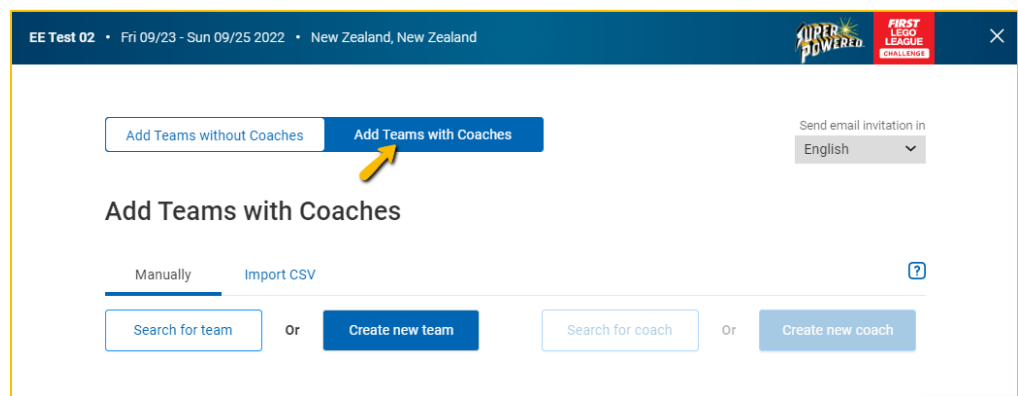 EE Test 02 • Fri 09/23 - Sun 09/25 2022 • New Zealand, New Zealand
SUPER
POWERED
FIRST
LEGO
LEAGUE
CHALLENGE
Add Teams without Coaches
Add Teams with Coaches
Send email invitation in
English
Add Teams with Coaches
Manually
Import CSV
?
Search for team
Or
Create new team
Search for coach
Or
Create new coach